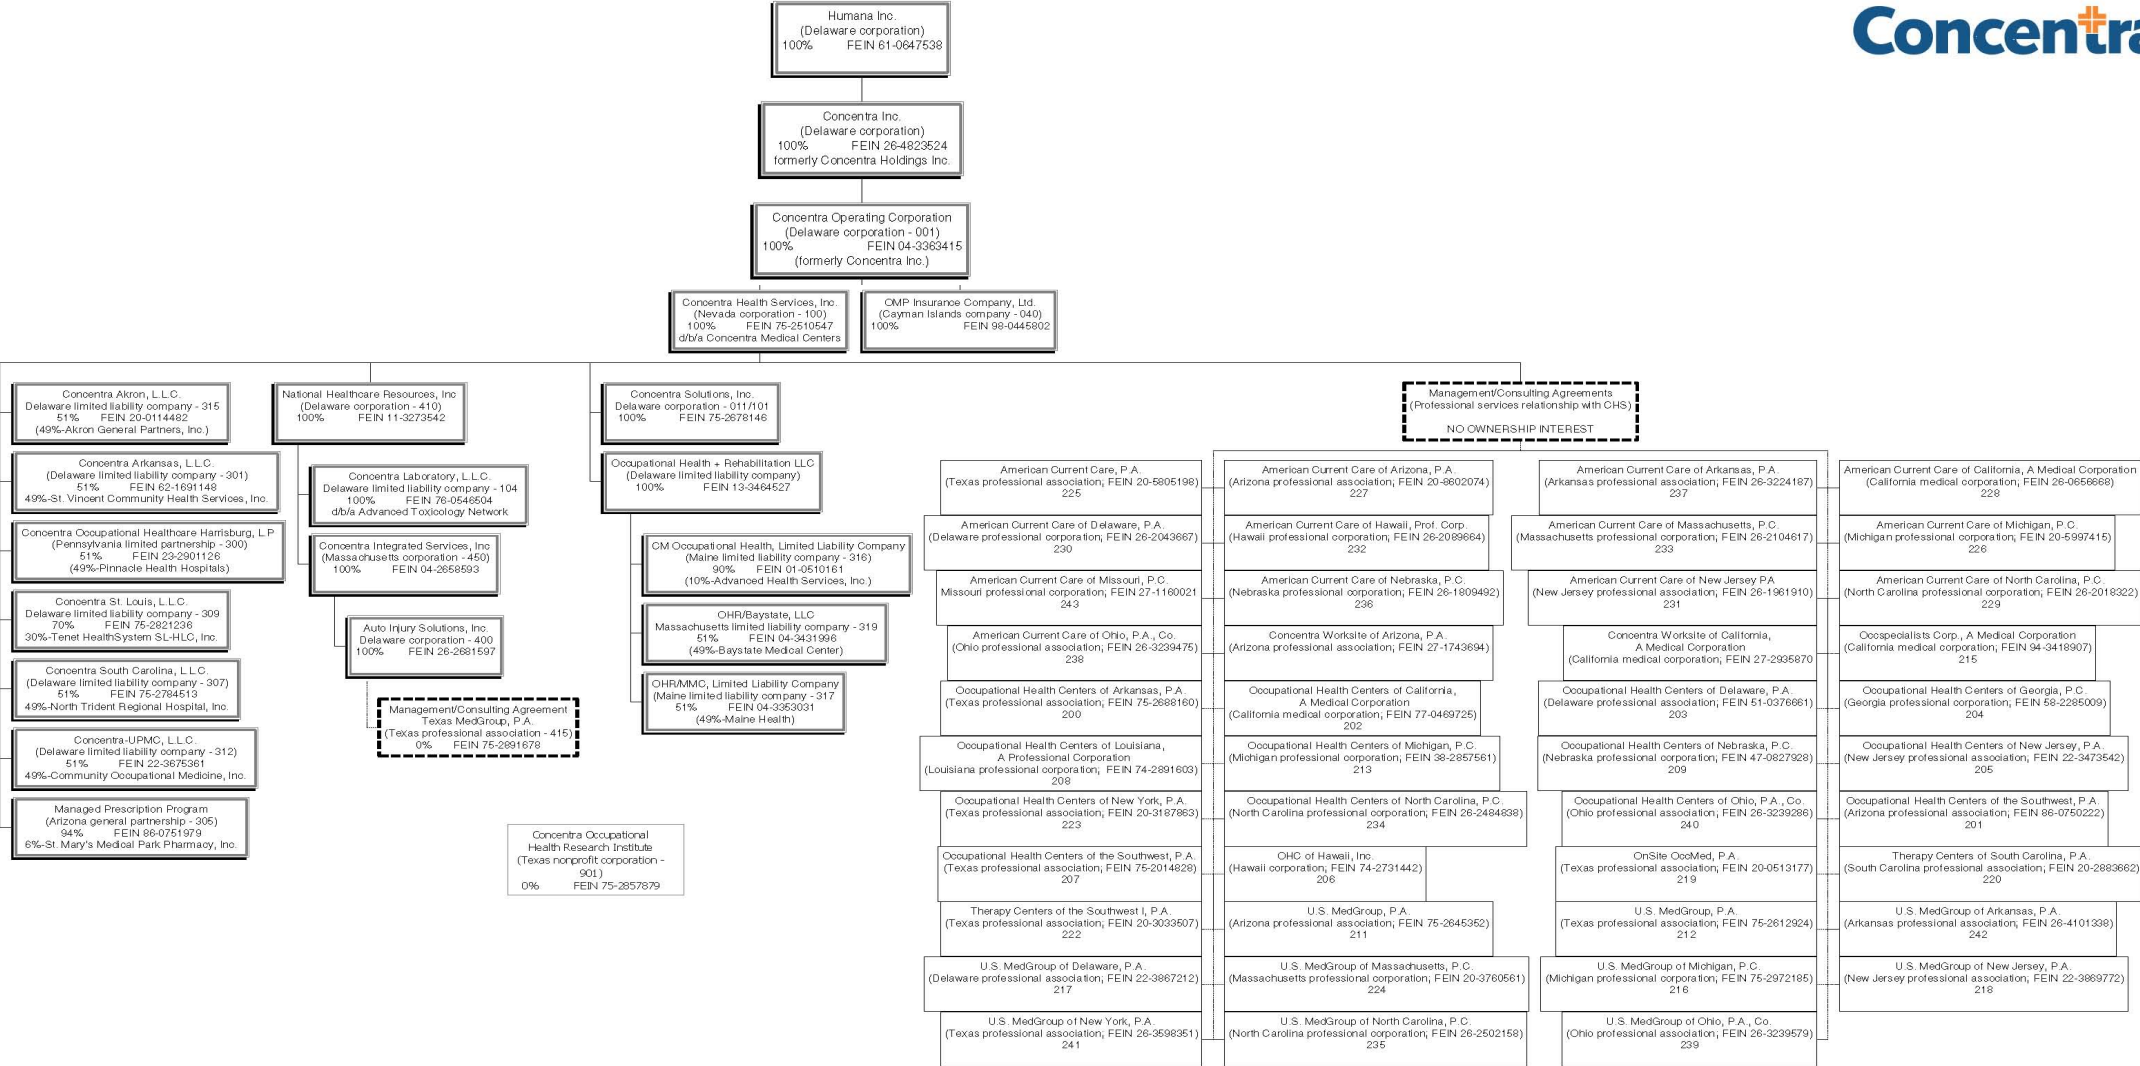 Concentra
Humana Inc.
(Delaware corporation)
100% FEIN 61-0647538
Concentra Inc.
(Delaware corporation)
100% FEIN 26-4823524
formerly Concentra Holdings Inc.
Concentra Operating Corporation
(Delaware corporation - 001)
100% FEIN 04-3363415
(formerly Concentra Inc.)
Concentra Health Services, Inc.
(Nevada corporation - 100)
100% FEIN 75-2510547
d/b/a Concentra Medical Centers
OMP Insurance Company, Ltd.
(Cayman Islands company - 040)
100% FEIN 98-0445802
Concentra Akron, L.L.C.
Delaware limited liability company - 315
51% FEIN 20-0114482
(49%-Akron General Partners, Inc.)
Concentra Arkansas, L.L.C.
(Delaware limited liability company - 301)
51% FEIN 62-1691148
49%-St. Vincent Community Health Services, Inc.
Concentra Occupational Healthcare Harrisburg, L.P
(Pennsylvania limited partnership - 300)
51% FEIN 23-2901126
(49%-Pinnacle Health Hospitals)
Concentra St. Louis, L.L.C.
Delaware limited liability company - 309
70% FEIN 75-2821236
30%-Tenet HealthSystem SL-HLC, Inc.
Concentra South Carolina, L.L.C.
(Delaware limited liability company - 307)
51% FEIN 75-2784513
49%-North Trident Regional Hospital, Inc.
Concentra-UPMC, L.L.C.
(Delaware limited liability company - 312)
51% FEIN 22-3675361
49%-Community Occupational Medicine, Inc.
Managed Prescription Program
(Arizona general partnership - 305)
94% FEIN 86-0751979
6%-St. Mary's Medical Park Pharmacy, Inc.
National Healthcare Resources, Inc
(Delaware corporation - 410)
100% FEIN 11-3273542
Concentra Laboratory, L.L.C.
Delaware limited liability company - 104
100% FEIN 76-0546504
d/b/a Advanced Toxicology Network
Concentra Integrated Services, Inc
(Massachusetts corporation - 450)
100% FEIN 04-2658593
Auto Injury Solutions, Inc.
Delaware corporation - 400
100% FEIN 26-2681597
Management/Consulting Agreement
Texas MedGroup, P.A.
(Texas professional association - 415)
0% FEIN 75-2891678
Concentra Solutions, Inc.
Delaware corporation - 011/101
100% FEIN 75-2678146
Occupational Health + Rehabilitation LLC
(Delaware limited liability company)
100% FEIN 13-3464527
CM Occupational Health, Limited Liability Company
(Maine limited liability company - 316)
90% FEIN 01-0510161
(10%-Advanced Health Services, Inc.)
OHR/Baystate, LLC
Massachusetts limited liability company - 319
51% FEIN 04-3431996
(49%-Baystate Medical Center)
OHR/MMC, Limited Liability Company
(Maine limited liability company - 317
51% FEIN 04-3353031
(49%-Maine Health)
Concentra Occupational
Health Research Institute
(Texas nonprofit corporation -
901)
0% FEIN 75-2857879
Management/Consulting Agreements
(Professional services relationship with CHS)
NO OWNERSHIP INTEREST
American Current Care, P.A.
(Texas professional association; FEIN 20-5805198)
225
American Current Care of Arizona, P.A.
(Arizona professional association; FEIN 20-8602074)
227
American Current Care of Arkansas, P.A.
(Arkansas professional association; FEIN 26-3224187)
237
American Current Care of California, A Medical Corporation
(California medical corporation; FEIN 26-0656668)
228
American Current Care of Delaware, P.A.
(Delaware professional association; FEIN 26-2043667)
230
American Current Care of Hawaii, Prof. Corp.
(Hawaii professional corporation; FEIN 26-2089664)
232
American Current Care of Massachusetts, P.C.
(Massachusetts professional corporation; FEIN 26-2104617)
233
American Current Care of Michigan, P.C.
(Michigan professional corporation; FEIN 20-5997415)
226
American Current Care of Missouri, P.C.
Missouri professional corporation; FEIN 27-1160021
243
American Current Care of Nebraska, P.C.
(Nebraska professional corporation; FEIN 26-1809492)
236
American Current Care of New Jersey PA
(New Jersey professional association; FEIN 26-1961910)
231
American Current Care of North Carolina, P.C.
(North Carolina professional corporation; FEIN 26-2018322)
229
American Current Care of Ohio, P.A., Co.
(Ohio professional association; FEIN 26-3239475)
238
Concentra Worksite of Arizona, P.A.
(Arizona professional association; FEIN 27-1743694)
Concentra Worksite of California,
A Medical Corporation
(California medical corporation; FEIN 27-2935870
Occspecialists Corp., A Medical Corporation
(California medical corporation; FEIN 94-3418907)
215
Occupational Health Centers of Arkansas, P.A.
(Texas professional association; FEIN 75-2688160)
200
Occupational Health Centers of California,
A Medical Corporation
(California medical corporation; FEIN 77-0469725)
202
Occupational Health Centers of Delaware, P.A.
(Delaware professional association; FEIN 51-0376661)
203
Occupational Health Centers of Georgia, P.C.
(Georgia professional corporation; FEIN 58-2285009)
204
Occupational Health Centers of Louisiana,
A Professional Corporation
(Louisiana professional corporation; FEIN 74-2891603)
208
Occupational Health Centers of Michigan, P.C.
(Michigan professional corporation; FEIN 38-2857561)
213
Occupational Health Centers of Nebraska, P.C.
(Nebraska professional corporation; FEIN 47-0827928)
209
Occupational Health Centers of New Jersey, P.A.
(New Jersey professional association; FEIN 22-3473542)
205
Occupational Health Centers of New York, P.A.
(Texas professional association; FEIN 20-3187863)
223
Occupational Health Centers of North Carolina, P.C.
(North Carolina professional corporation; FEIN 26-2484838)
234
Occupational Health Centers of Ohio, P.A., Co.
(Ohio professional association; FEIN 26-3239286)
240
Occupational Health Centers of the Southwest, P.A.
(Arizona professional association; FEIN 86-0750222)
201
Occupational Health Centers of the Southwest, P.A.
(Texas professional association; FEIN 75-2014828)
207
OHC of Hawaii, Inc.
(Hawaii corporation; FEIN 74-2731442)
206
OnSite OccMed, P.A.
(Texas professional association; FEIN 20-0513177)
219
Therapy Centers of South Carolina, P.A.
(South Carolina professional association; FEIN 20-2883662)
220
Therapy Centers of the Southwest I, P.A.
(Texas professional association; FEIN 20-3033507)
222
U.S. MedGroup, P.A.
(Arizona professional association; FEIN 75-2645352)
211
U.S. MedGroup, P.A.
(Texas professional association; FEIN 75-2612924)
212
U.S. MedGroup of Arkansas, P.A.
(Arkansas professional association; FEIN 26-4101338)
242
U.S. MedGroup of Delaware, P.A.
(Delaware professional association; FEIN 22-3867212)
217
U.S. MedGroup of Massachusetts, P.C.
(Massachusetts professional corporation; FEIN 20-3760561)
224
U.S. MedGroup of Michigan, P.C.
(Michigan professional corporation; FEIN 75-2972185)
216
U.S. MedGroup of New Jersey, P.A.
(New Jersey professional association; FEIN 22-3869772)
218
U.S. MedGroup of New York, P.A.
(Texas professional association; FEIN 26-3598351)
241
U.S. MedGroup of North Carolina, P.C.
(North Carolina professional corporation; FEIN 26-2502158)
235
U.S. MedGroup of Ohio, P.A., Co.
(Ohio professional association; FEIN 26-3239579)
239